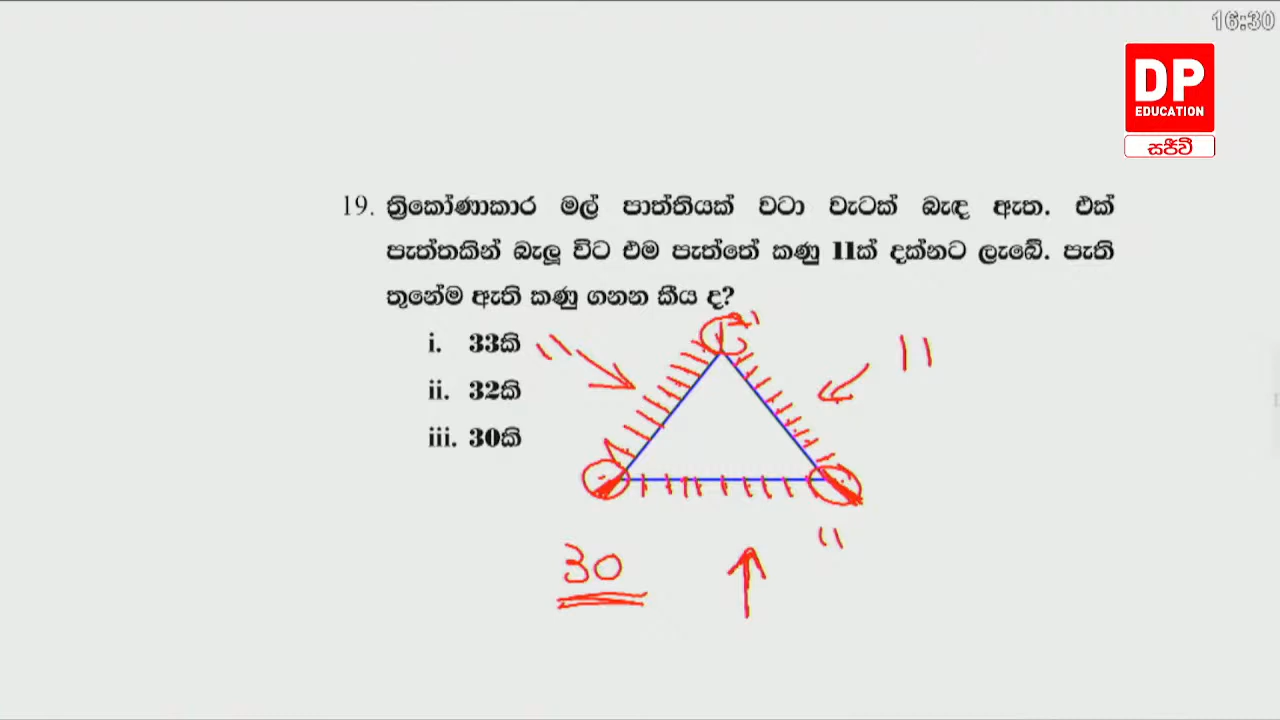 16:30
DP
EDUCATION
සජීවී
19. ත්‍රිකෝණාකාර මල් පාත්තියක් වටා වැටක් බැඳ ඇත. එක්
පැත්තකින් බැලූ විට එම පැත්තේ කණු 11ක් දක්නට ලැබේ. පැති
තුනේම ඇති කණු ගනන කීය ද?
i. 33කි
ii. 32කි
iii. 30කි
11
11
11
30